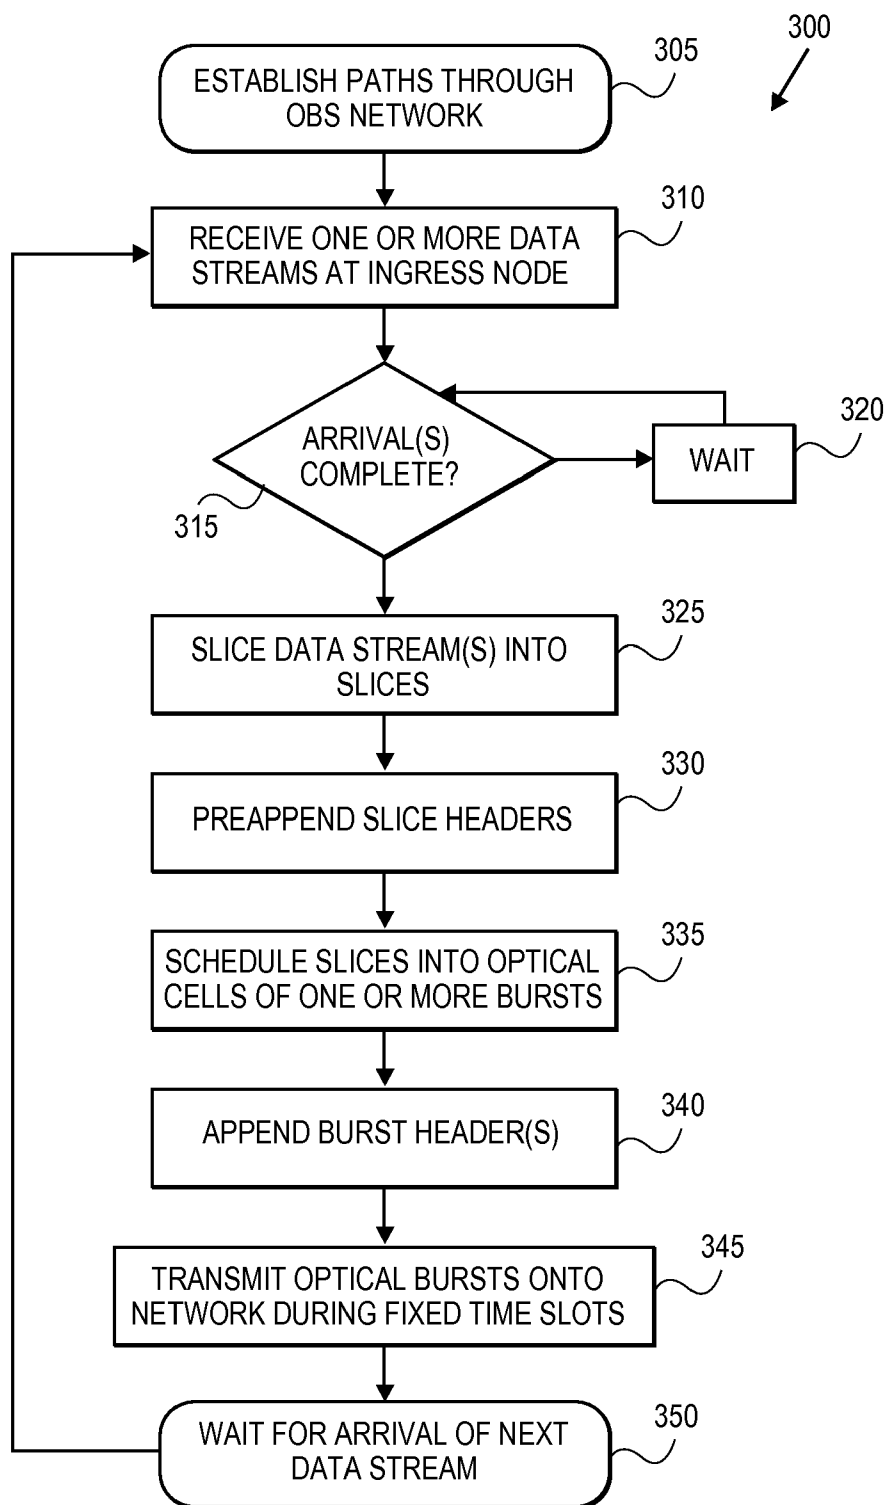 300
305
ESTABLISH PATHS THROUGH
OBS NETWORK
310
RECEIVE ONE OR MORE DATA
STREAMS AT INGRESS NODE
ARRIVAL(S)
COMPLETE?
315
320
WAIT
325
SLICE DATA STREAM(S) INTO
SLICES
330
PREAPPEND SLICE HEADERS
335
SCHEDULE SLICES INTO OPTICAL
CELLS OF ONE OR MORE BURSTS
340
APPEND BURST HEADER(S)
345
TRANSMIT OPTICAL BURSTS ONTO
NETWORK DURING FIXED TIME SLOTS
350
WAIT FOR ARRIVAL OF NEXT
DATA STREAM